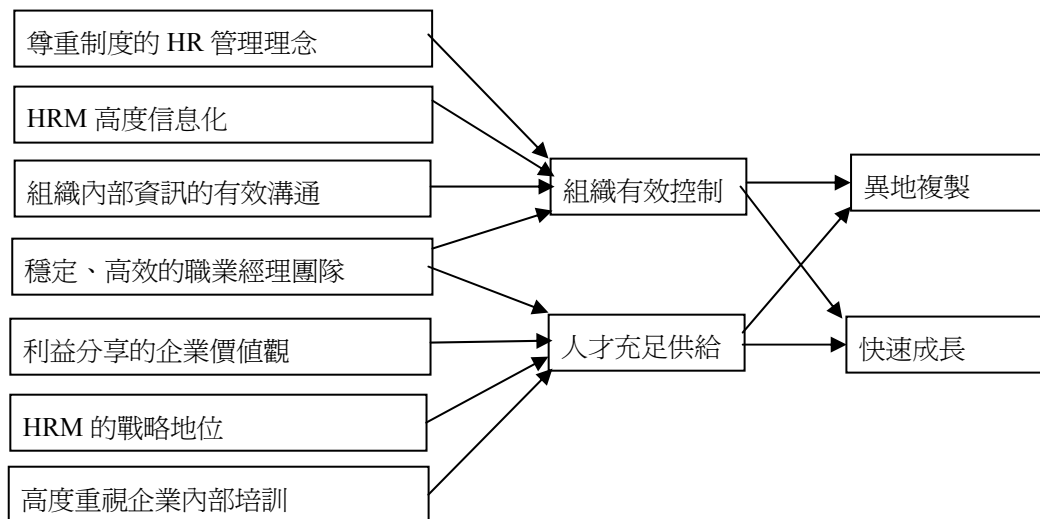 尊重制度的 HR 管理理念
HRM 高度信息化
組織內部資訊的有效溝通
穩定、高效的職業經理團隊
利益分享的企業價值觀
HRM 的戰略地位
高度重視企業內部培訓
組織有效控制
人才充足供給
異地複製
快速成長